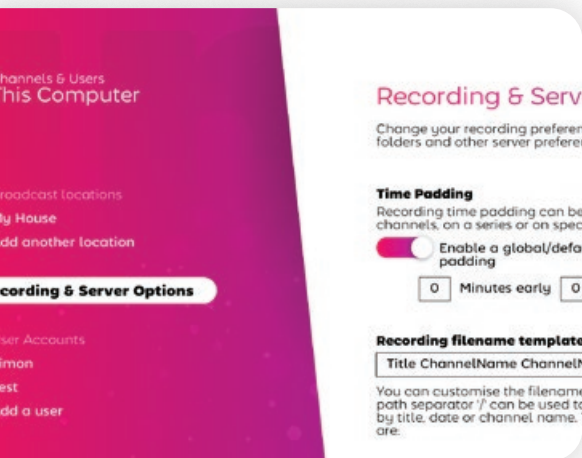 hannels & Users
This Computer
roadcast locations
My House
dd another location
cording & Server Options
ser Accounts
imon
est
dd a user
Recording & Serv
Change your recording preferen
folders and other server preferen
Time Padding
Recording time padding can be
channels, on a series or on spec
Enable a global/defa
padding
0 Minutes early 0
Recording filename template
Title ChannelName ChannelN
You can customise the filename
path separator '/' can be used to
by title, date or channel name.
are: